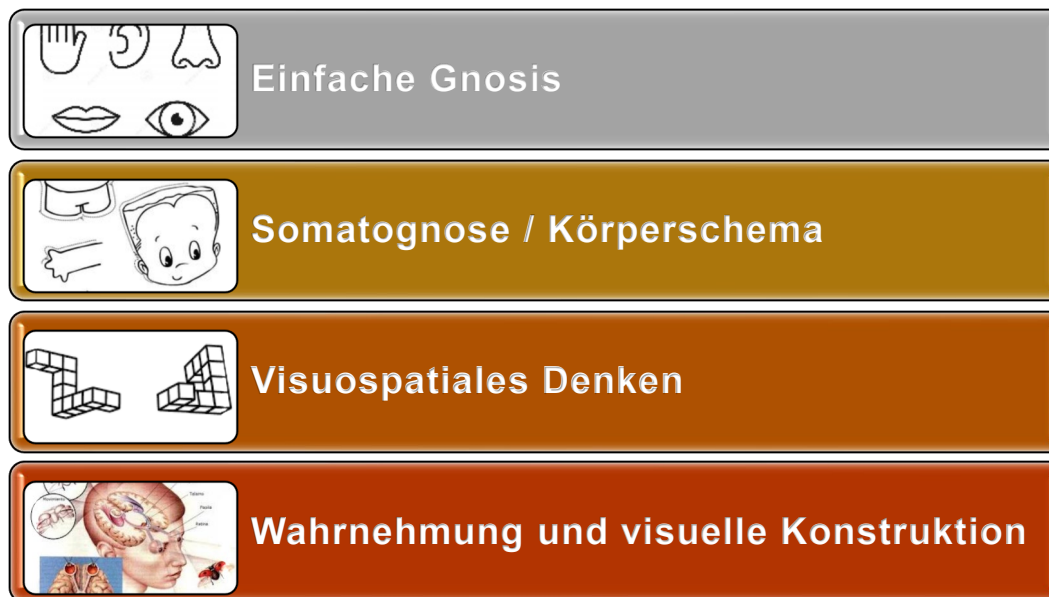 Einfache Gnosis
Somatognose / Körperschema
Visuospatiales Denken
Wahrnehmung und visuelle Konstruktion